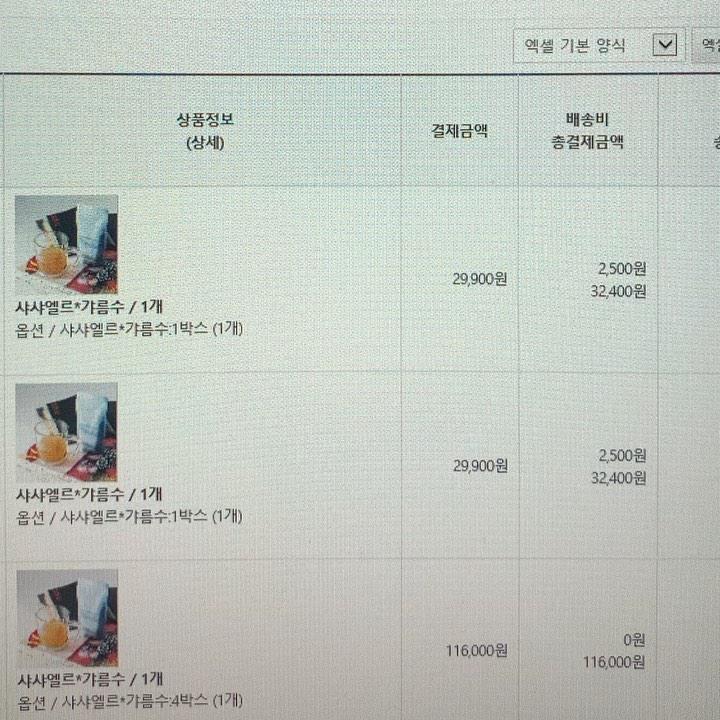 엑셀 기본 양식
상품정보
(상세)
결제금액
배송비
총결제금액
샤샤엘르*갸름수 / 1개
옵션 / 샤샤엘르*갸름수:1박스 (1개)
29,900원
2,500원
32,400원
샤샤엘르*갸름수 / 1개
옵션 / 샤샤엘르*갸름수:1박스 (1개)
29,900원
2,500원
32,400원
샤샤엘르*갸름수 / 1개
옵션 / 샤샤엘르*갸름수:4박스 (1개)
116,000원
0원
116,000원